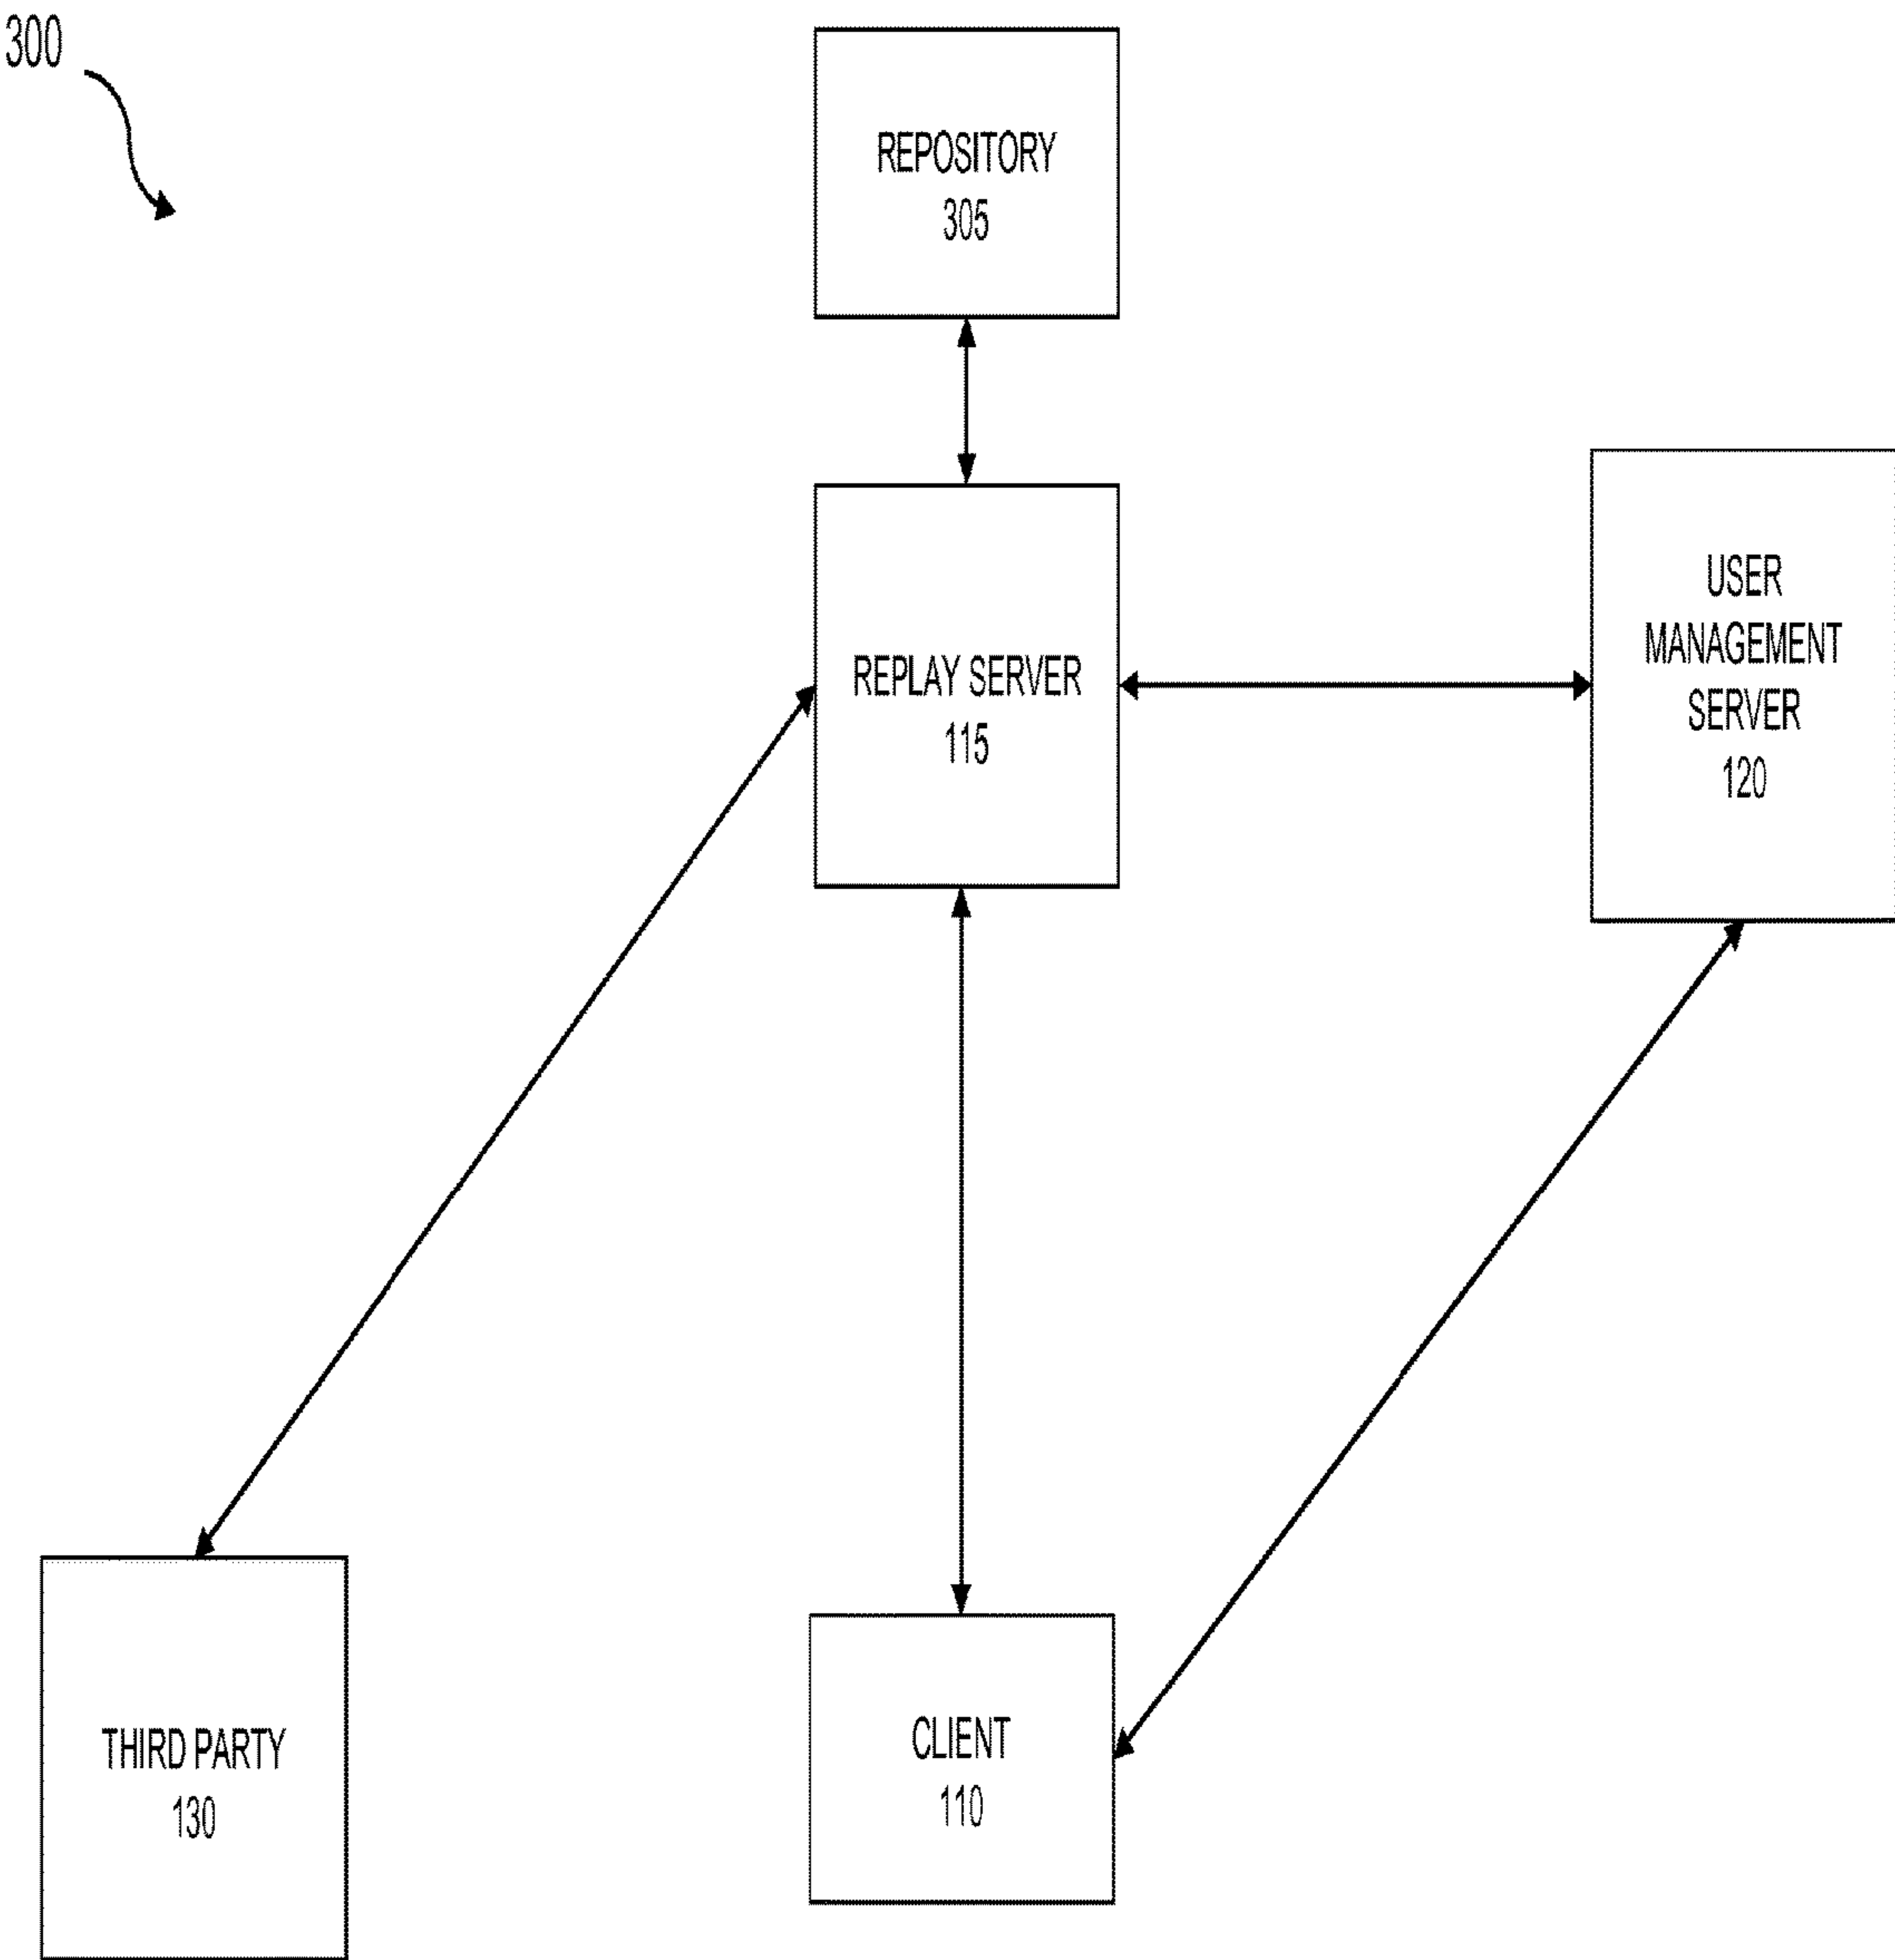 300
REPOSITORY
305
REPLAY SERVER
115
USER
MANAGEMENT
SERVER
120
THIRD PARTY
130
CLIENT
110